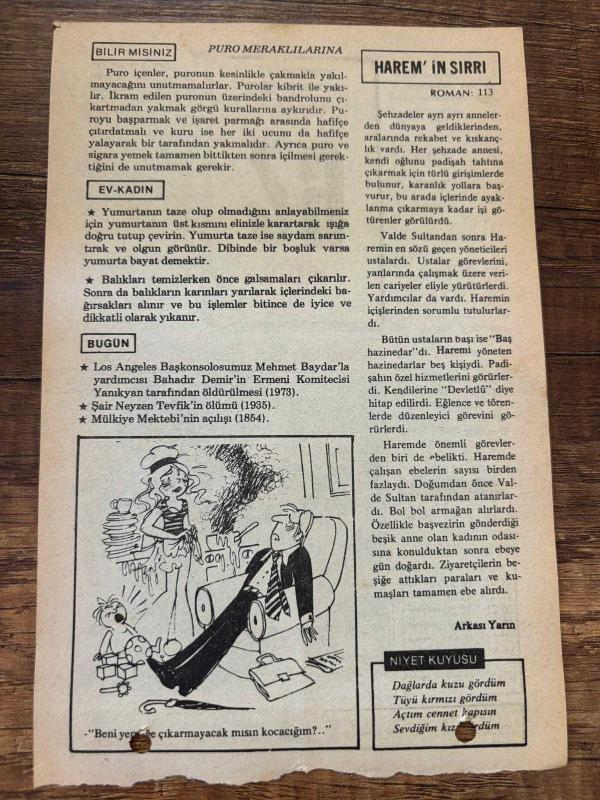 BİLİR MİSİNİZ
PURO MERAKLILARINA
Puro içenler, puronun kesinlikle çakmakla yakıl-
mayacağını unutmamalıurlar. Purolar kibrit ile yakı-
lır. İkram edilen puronun üzerindeki bandrolunu çı-
kartmadan yakmak görgü kurallarına aykırıdır. Pu-
royu başparmak ve işaret parmağı arasında hafifçe
çıtırdatmalı ve kuru ise her iki ucunu da hafifçe
yalayarak bir tarafından yakmalıdır. Ayrıca puro ve
sigara yemek tamamen bittikten sonra içilmesi gerek-
tiğini de unutmamak gerekir.
EV-KADIN
★ Yumurtanın taze olup olmadığını anlayabilmeniz
için yumurtanın üst kısmını elinizle karartarak ışığa
doğru tutup çevirin. Yumurta taze ise saydam sarım-
tırak ve olgun görünür. Dibinde bir boşluk varsa
yumurta bayat demektir.
★ Balıkları temizlerken önce galsamaları çıkarılır.
Sonra da balıkların karınları yarılarak içlerindeki ba-
ğırsakları alınır ve bu işlemler bitince de iyice ve
dikkatli olarak yıkanır.
BUGÜN
★ Los Angeles Başkonsolosumuz Mehmet Baydar'la
yardımcısı Bahadır Demir'in Ermeni Komitecisi
Yanıkyan tarafından öldürülmesi (1973).
★ Şair Neyzen Tevfik'in ölümü (1935).
★ Mülkiye Mektebi'nin açılışı (1854).
-"Beni ye e çıkarmayacak mısın kocacığım?.."
HAREM' İN SIRRI
ROMAN: 113
Şehzadeler ayrı ayrı anneler-
den dünyaya geldiklerinden,
aralarında rekabet ve kıskanç-
lık vardı. Her şehzade annesi,
kendi oğlunu padişah tahtına
çıkarmak için türlü girişimlerde
bulunur, karanlık yollara baş-
vurur, bu arada içlerinde ayak-
lanma çıkarmaya kadar işi gö-
türenler görülürdü.
Valde Sultandan sonra Ha-
remin en sözü geçen yöneticileri
ustalardı. Ustalar görevlerini,
yanlarında çalışmak üzere veri-
len cariyeler eliyle yürütürlerdi.
Yardımcılar da vardı. Haremin
içişlerinden sorumlu tutulurlar-
dı.
Bütün ustaların başı ise "Baş
hazinedar"dı. Haremi yöneten
hazinedarlar beş kişiydi. Padi-
şahın özel hizmetlerini görürler-
di. Kendilerine "Devletlû" diye
hitap edilirdi. Eğlence ve tören-
lerde düzenleyici görevini gö-
rürlerdi.
Haremde önemli görevler-
den biri de ebelikti. Haremde
çalışan ebelerin sayısı birden
fazlaydı. Doğumdan önce Val-
de Sultan tarafından atanırlar-
dı. Bol bol armağan alırlardı.
Özellikle başvezirin gönderdiği
beşik anne olan kadının odası-
sına konulduktan sonra ebeye
gün doğardı. Ziyaretçilerin be-
şiğe attıkları paraları ve ku-
maşları tamamen ebe alırdı.
Arkası Yarın
NİYET KUYUSU
Dağlarda kuzu gördüm
Tüyü kırmızı gördüm
Açtım cennet kapısın
Sevdiğim kız rdüm